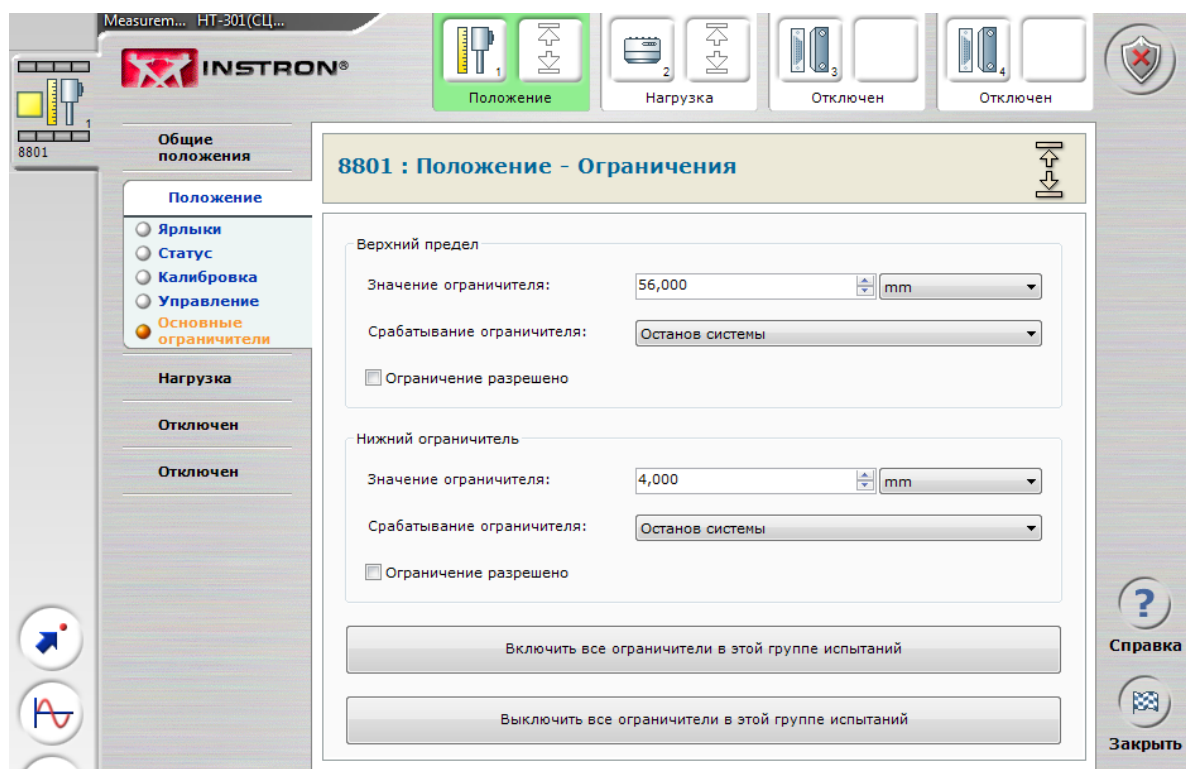 Measurem... HT-301(СЦ...
INSTRON®
1
8801
1
Положение
2
Нагрузка
3
Отключен
4
Отключен
Общие
положения
Положение
Ярлыки
Статус
Калибровка
Управление
Основные
ограничители
Нагрузка
Отключен
Отключен
8801 : Положение - Ограничения
Верхний предел
Значение ограничителя: 56,000 mm
Срабатывание ограничителя: Останов системы
Ограничение разрешено
Нижний ограничитель
Значение ограничителя: 4,000 mm
Срабатывание ограничителя: Останов системы
Ограничение разрешено
Включить все ограничители в этой группе испытаний
Выключить все ограничители в этой группе испытаний
?
Справка
Закрыть